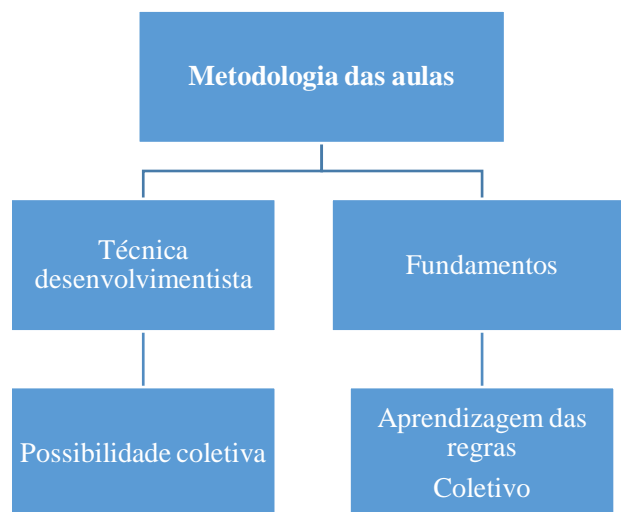 Metodologia das aulas
Técnica
desenvolvimentista
Fundamentos
Possibilidade coletiva
Aprendizagem das
regras
Coletivo